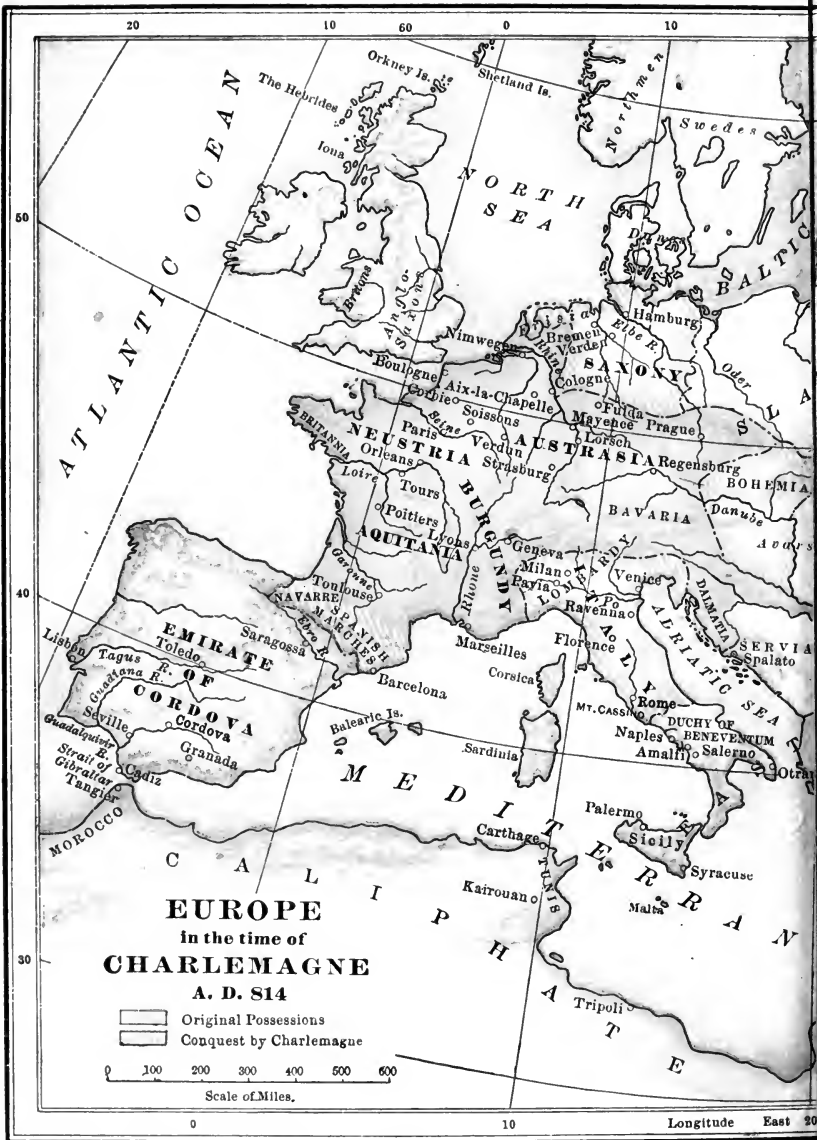 20
10
60
0
10
Orkney Is.
Shetland Is.
The Hebrides
Iona
Northmen
Swedes
ATLANTIC OCEAN
NORTH
SEA
50
BALTIC
Britons
Anglo
Saxons
Hamburg
Frisia
Bremen
Elbe R.
Nimwegen
Verden
Rhine
SAXONY
Oder
Boulogne
Cologne
Aix-la-Chapelle
Corbie
Soissons
Fulda
Mayence
Prague
Seine
Paris
BRITANNIA
NEUSTRIA
Verdun
AUSTRASIA
Lorsch
Orleans
Strasburg
Regensburg
Loire
Tours
BOHEMIA
BURGUNDY
Poitiers
BAVARIA
Danube
Lyons
AQUITANIA
Avars
Geneva
Garonne
Milan
LOMBARDY
Venice
Toulouse
Pavia
Po
NAVARRE
SPANISH
MARCHES
Rhone
Ravenna
DALMATIA
40
Ebro R.
ITALY
ADRIATIC SEA
EMIRATE
OF
CORDOVA
Saragossa
Marseilles
Florence
SERVIA
Spalato
Lisbon
Tagus R.
Toledo
Barcelona
Corsica
Guadiana R.
Rome
MT. CASSINO
DUCHY OF
BENEVENTUM
Seville
Cordova
Balearic Is.
Naples
Guadalquivir
R.
Granada
Sardinia
Amalfi
Salerno
Strait of
Gibraltar
Cadiz
Otra
Tangier
MEDITERRAN
MOROCCO
Palermo
Carthage
Sicily
Syracuse
TUNIS
CALIPHATE
Kairouan
Malta
SEA
EUROPE
in the time of
CHARLEMAGNE
A. D. 814
30
Original Possessions
Conquest by Charlemagne
Tripoli
0 100 200 300 400 500 600
Scale of Miles.
0
10
Longitude East 20